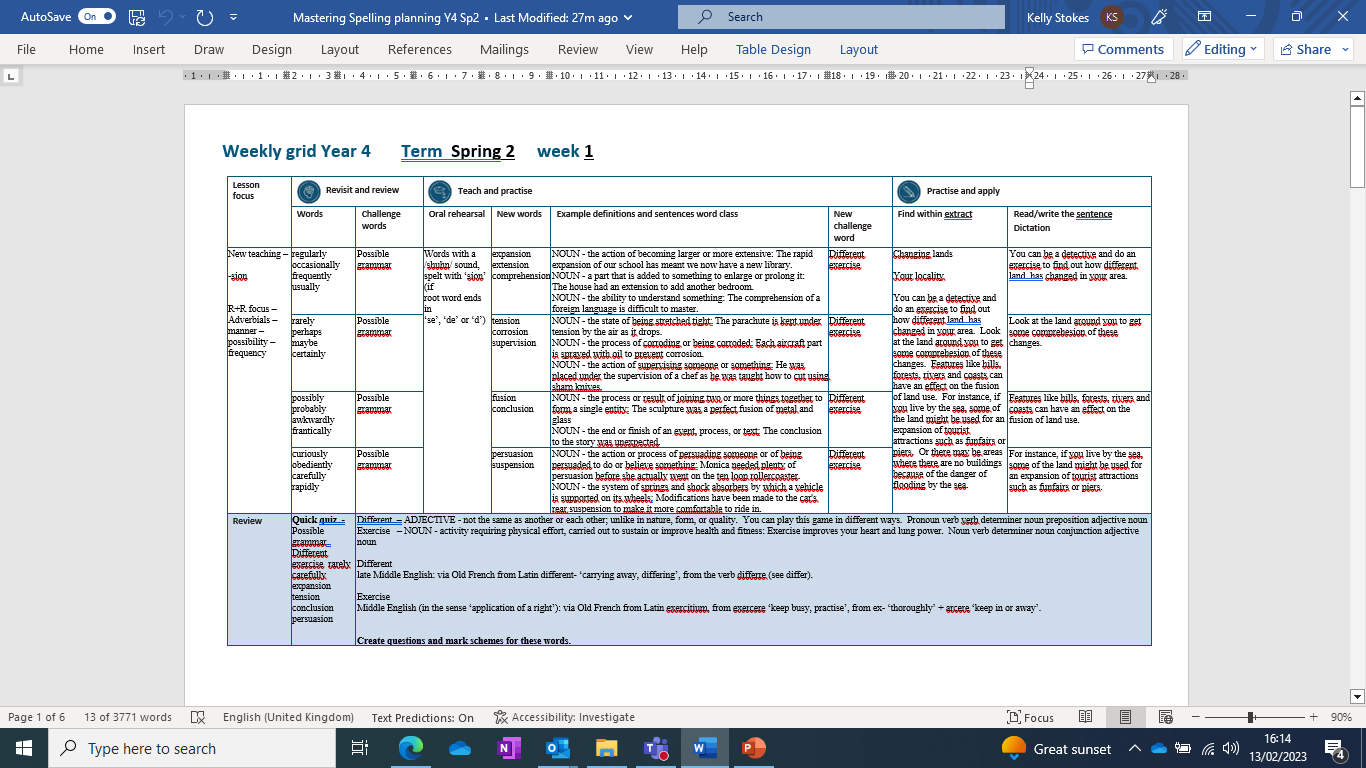 AutoSave On Mastering Spelling planning Y4 Sp2 • Last Modified: 27m ago Search Kelly Stokes KS
File Home Insert Draw Design Layout References Mailings Review View Help Table Design Layout Comments Editing Share
1 1 2 3 4 5 6 7 8 9 10 11 12 13 14 15 16 17 18 19 20 21 22 23 24 25 26 27 28
Weekly grid Year 4 Term Spring 2 week 1
Lesson
focus
Revisit and review
Teach and practise
Practise and apply
Words
Challenge
words
Oral rehearsal
New words
Example definitions and sentences word class
New
challenge
word
Find within extract
Read/write the sentence
Dictation
New teaching –
-sion
R+R focus –
Adverbials –
manner –
possibility –
frequency
regularly
occasionally
frequently
usually
Possible
grammar
Words with a
/shuhn/ sound,
spelt with ‘sion’
(if
root word ends
in
‘se’, ‘de’ or ‘d’)
expansion
extension
comprehension
NOUN - the action of becoming larger or more extensive: The rapid
expansion of our school has meant we now have a new library.
NOUN - a part that is added to something to enlarge or prolong it:
The house had an extension to add another bedroom.
NOUN - the ability to understand something: The comprehension of a
foreign language is difficult to master.
Different
exercise
Changing lands
Your locality.
You can be a detective and
do an exercise to find out
how different land has
changed in your area. Look
at the land around you to get
some comprehesion of these
changes. Features like hills,
forests, rivers and coasts can
have an effect on the fusion
of land use. For instance, if
you live by the sea, some of
the land might be used for an
expansion of tourist
attractions such as funfairs or
piers. Or there may be areas
where there are no buildings
because of the danger of
flooding by the sea.
You can be a detective and do an
exercise to find out how different
land has changed in your area.
rarely
perhaps
maybe
certainly
Possible
grammar
tension
corrosion
supervision
NOUN - the state of being stretched tight: The parachute is kept under
tension by the air as it drops.
NOUN - the process of corroding or being corroded: Each aircraft part
is sprayed with oil to prevent corrosion.
NOUN - the action of supervising someone or something: He was
placed under the supervision of a chef as he was taught how to cut using
sharp knives.
Different
exercise
Look at the land around you to get
some comprehesion of these
changes.
possibly
probably
awkwardly
frantically
Possible
grammar
fusion
conclusion
NOUN - the process or result of joining two or more things together to
form a single entity: The sculpture was a perfect fusion of metal and
glass
NOUN - the end or finish of an event, process, or text: The conclusion
to the story was unexpected.
Different
exercise
Features like hills, forests, rivers and
coasts can have an effect on the
fusion of land use.
curiously
obediently
carefully
rapidly
Possible
grammar
persuasion
suspension
NOUN - the action or process of persuading someone or of being
persuaded to do or believe something: Monica needed plenty of
persuasion before she actually went on the ten loop rollercoaster.
NOUN - the system of springs and shock absorbers by which a vehicle
is supported on its wheels: Modifications have been made to the car's
rear suspension to make it more comfortable to ride in.
Different
exercise
For instance, if you live by the sea,
some of the land might be used for
an expansion of tourist attractions
such as funfairs or piers.
Review
Quick quiz -
Possible
grammar
Different
exercise rarely
carefully
expansion
tension
conclusion
persuasion
Different – ADJECTIVE - not the same as another or each other; unlike in nature, form, or quality. You can play this game in different ways. Pronoun verb verb determiner noun preposition adjective noun
Exercise – NOUN - activity requiring physical effort, carried out to sustain or improve health and fitness: Exercise improves your heart and lung power. Noun verb determiner noun conjunction adjective
noun
Different
late Middle English: via Old French from Latin different- ‘carrying away, differing’, from the verb differre (see differ).
Exercise
Middle English (in the sense ‘application of a right’): via Old French from Latin exercitium, from exercere ‘keep busy, practise’, from ex- ‘thoroughly’ + arcere ‘keep in or away’.
Create questions and mark schemes for these words.
Page 1 of 6 13 of 3771 words English (United Kingdom) Text Predictions: On Accessibility: Investigate Focus 90%
Type here to search Great sunset 16:14
13/02/2023 4